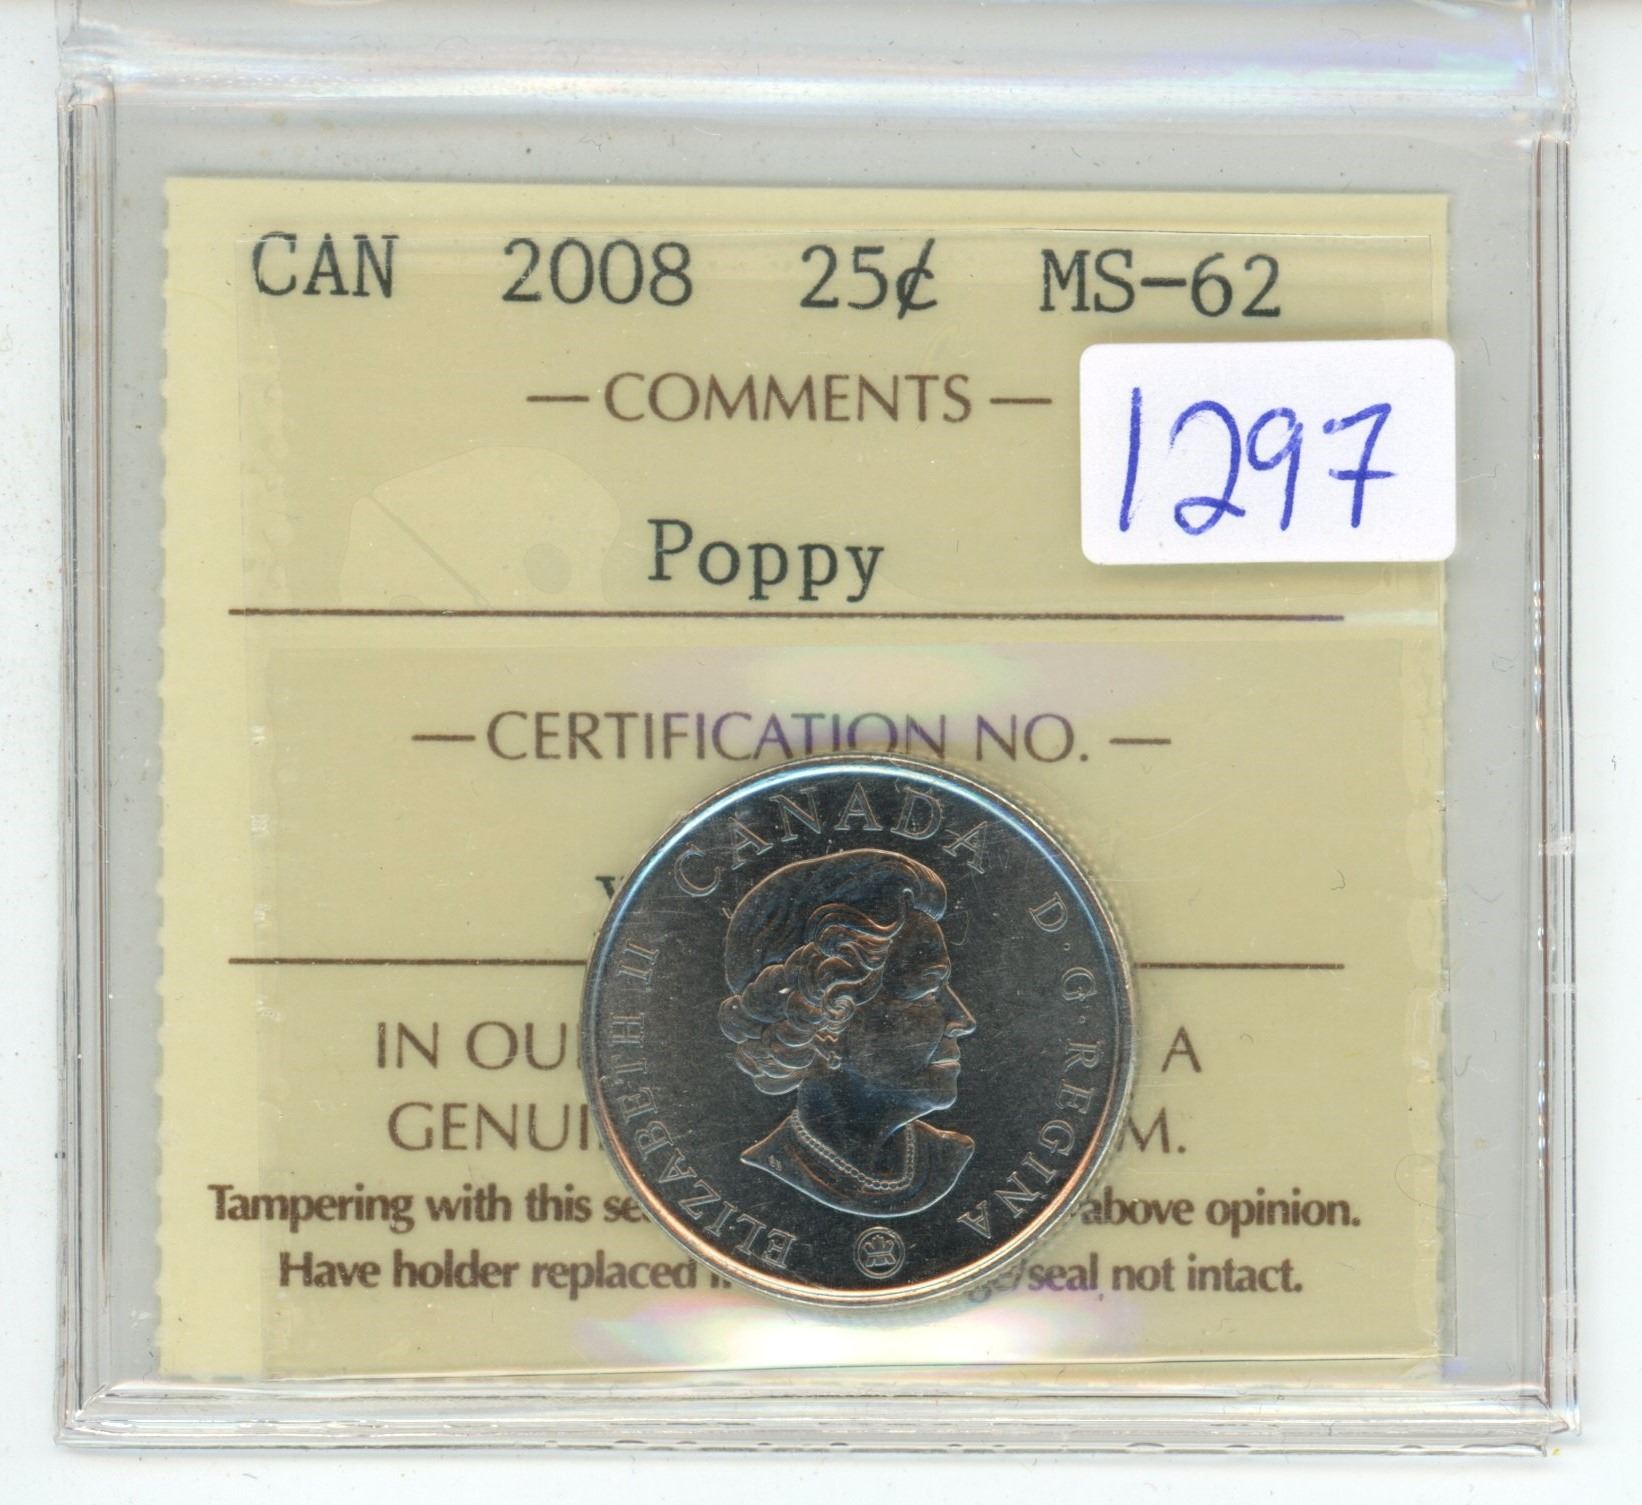 CAN 2008 25¢ MS-62
— COMMENTS —
1297
Poppy
— CERTIFICATION NO. —
IN OU A
GENUI M.
Tampering with this se above opinion.
Have holder replaced /seal not intact.
CANADA
ELIZABETH II
D·G·REGINA